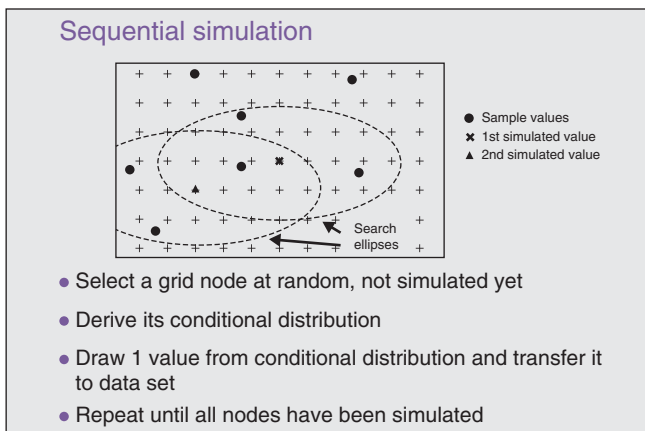 Sequential simulation
Sample values
1st simulated value
2nd simulated value
Search
ellipses
Select a grid node at random, not simulated yet
Derive its conditional distribution
Draw 1 value from conditional distribution and transfer it
to data set
Repeat until all nodes have been simulated